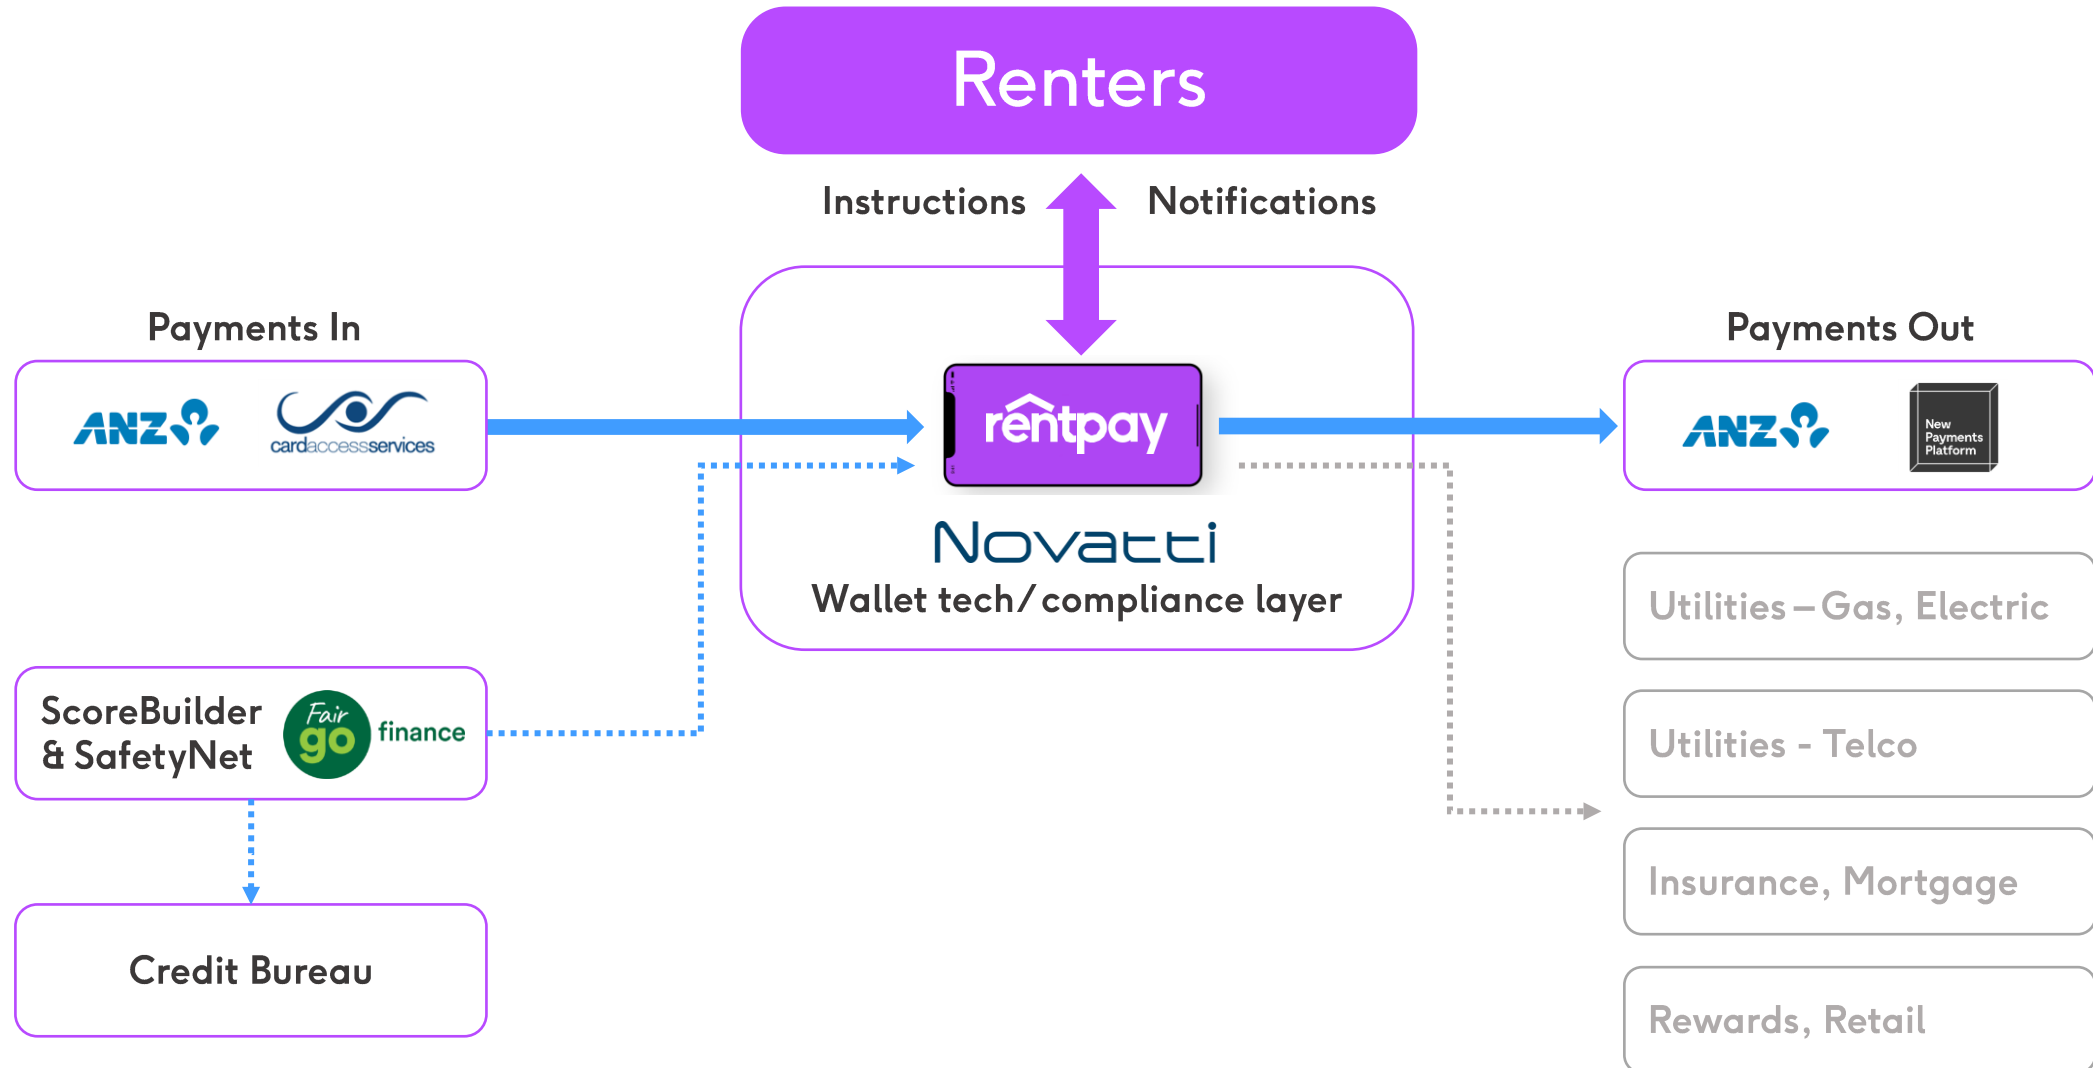 Renters
Instructions
Notifications
Payments In
ANZ
cardaccessservices
rentpay
Novatti
Wallet tech/compliance layer
Payments Out
ANZ
New
Payments
Platform
ScoreBuilder
& SafetyNet
Fair
go
finance
Credit Bureau
Utilities – Gas, Electric
Utilities - Telco
Insurance, Mortgage
Rewards, Retail